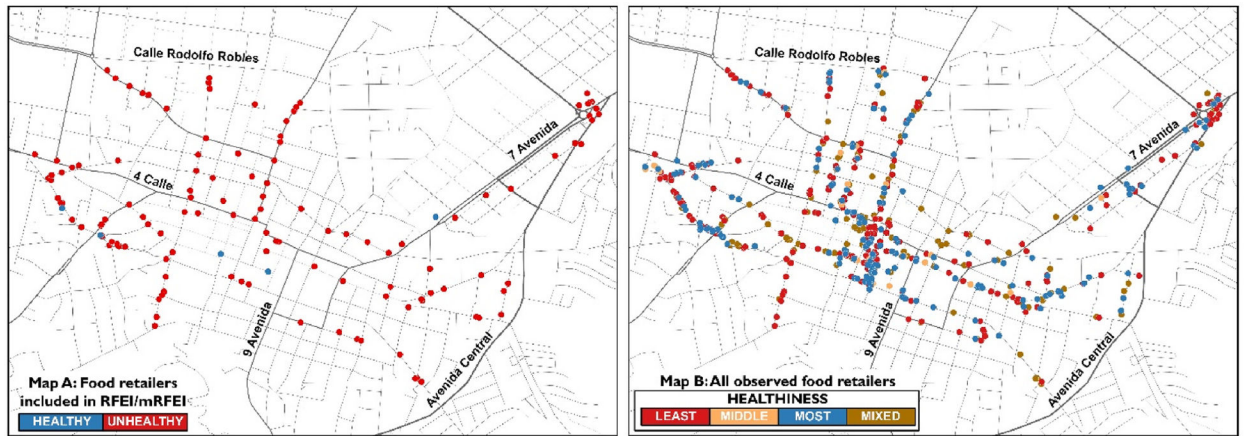 Calle Rodolfo Robles
7 Avenida
4 Calle
9 Avenida
Avenida Central
Map A: Food retailers
included in RFEI/mRFEI
HEALTHY UNHEALTHY
Calle Rodolfo Robles
7 Avenida
4 Calle
9 Avenida
Avenida Central
Map B: All observed food retailers
HEALTHINESS
LEAST MIDDLE MOST MIXED